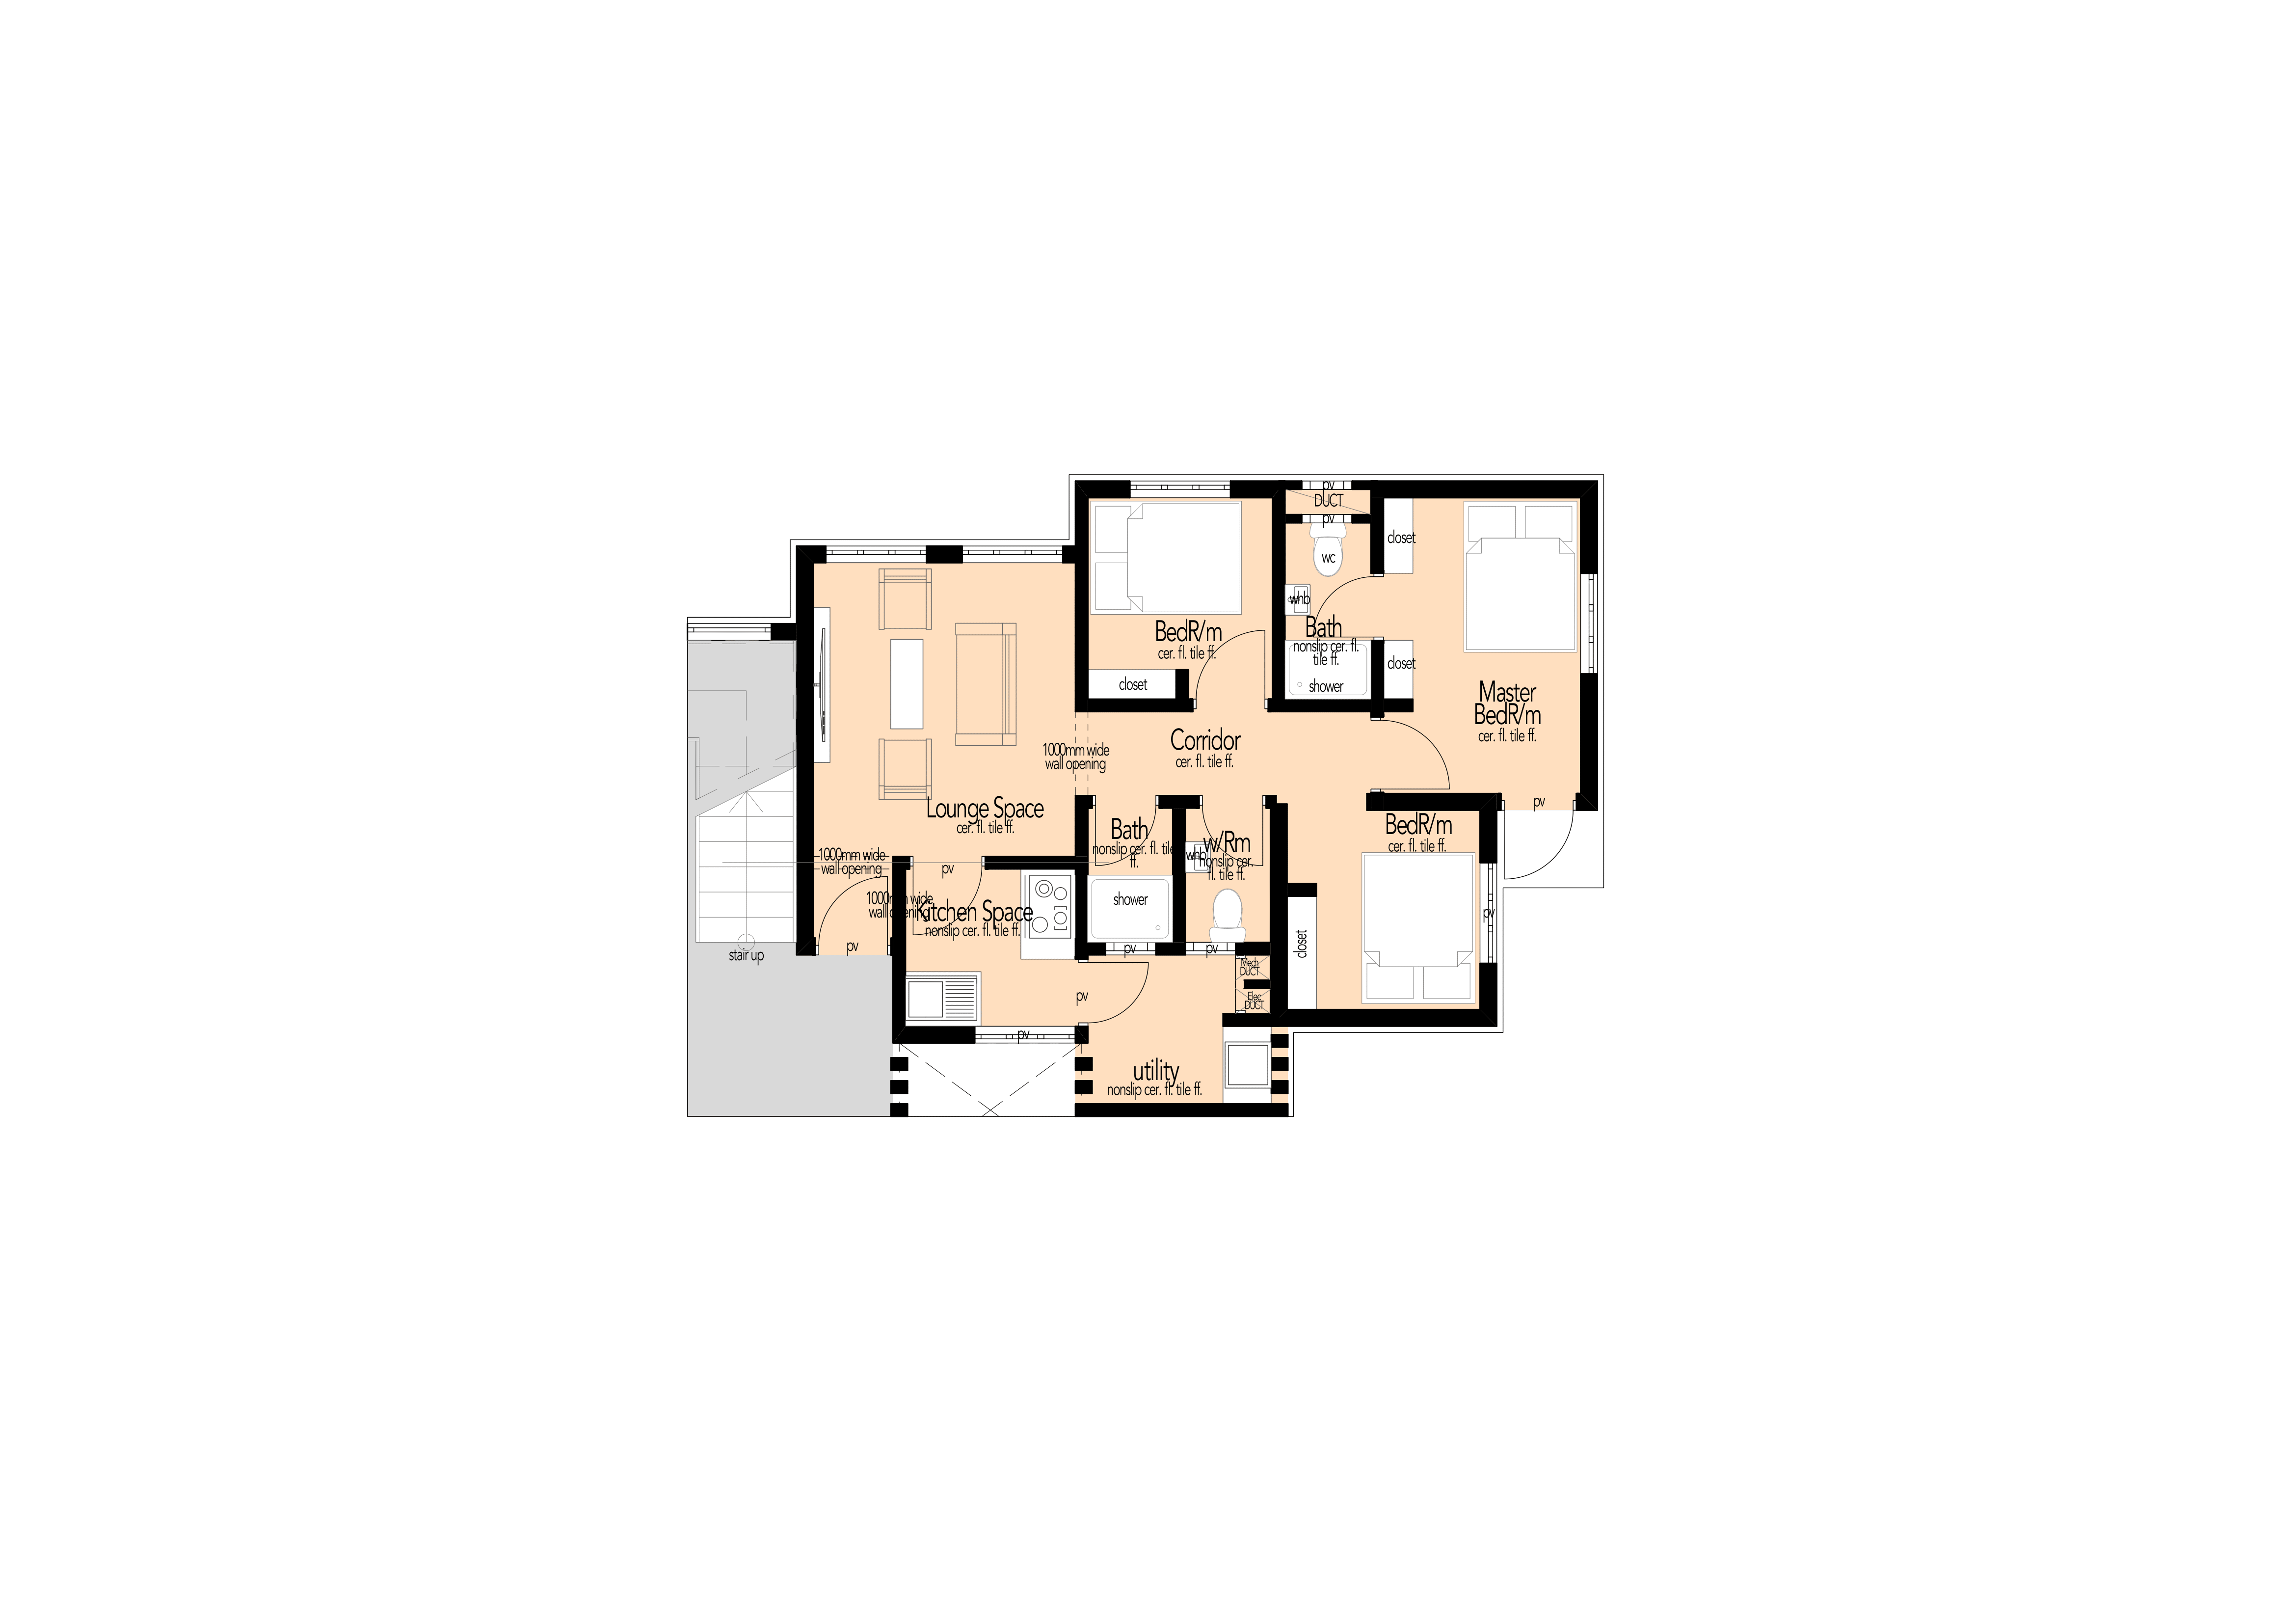 pv
DUCT
pv
wc
closet
whb
Bath
nonslip cer. fl.
tile ff.
shower
closet
BedR/m
cer. fl. tile ff.
closet
Master
BedR/m
cer. fl. tile ff.
Corridor
cer. fl. tile ff.
1000mm wide
wall opening
Lounge Space
cer. fl. tile ff.
pv
BedR/m
cer. fl. tile ff.
Bath
nonslip cer. fl. tile
ff.
w/Rm
whb
nonslip cer.
fl. tile ff.
1000mm wide
wall opening
pv
1000mm wide
wall opening
Kitchen Space
nonslip cer. fl. tile ff.
shower
pv
closet
pv
stair up
pv
pv
Mech
DUCT
Elec
DUCT
pv
pv
utility
nonslip cer. fl. tile ff.